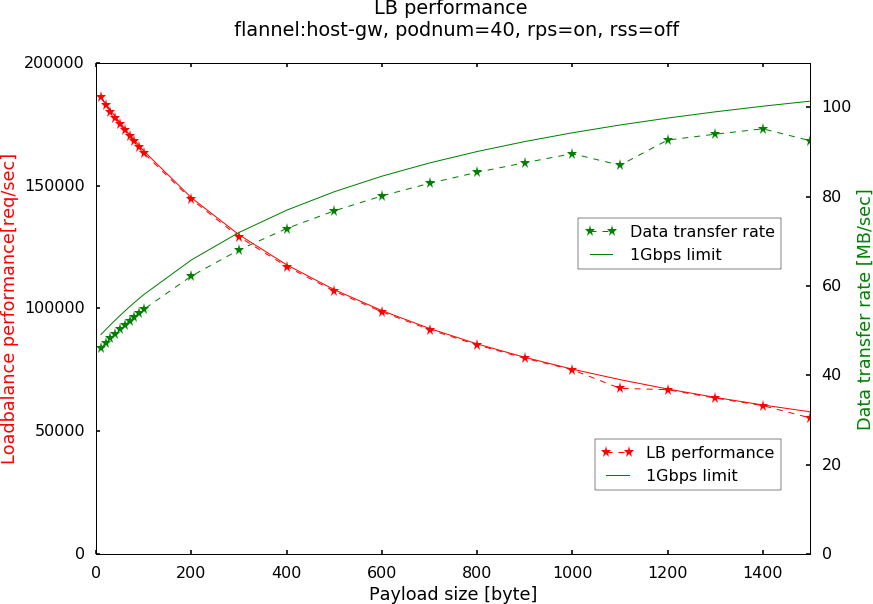 LB performance
flannel:host-gw, podnum=40, rps=on, rss=off
Loadbalance performance[req/sec]
200000
150000
100000
50000
0
100
80
60
40
20
0
Data transfer rate [MB/sec]
Data transfer rate
1Gbps limit
LB performance
1Gbps limit
0
200
400
600
800
1000
1200
1400
Payload size [byte]